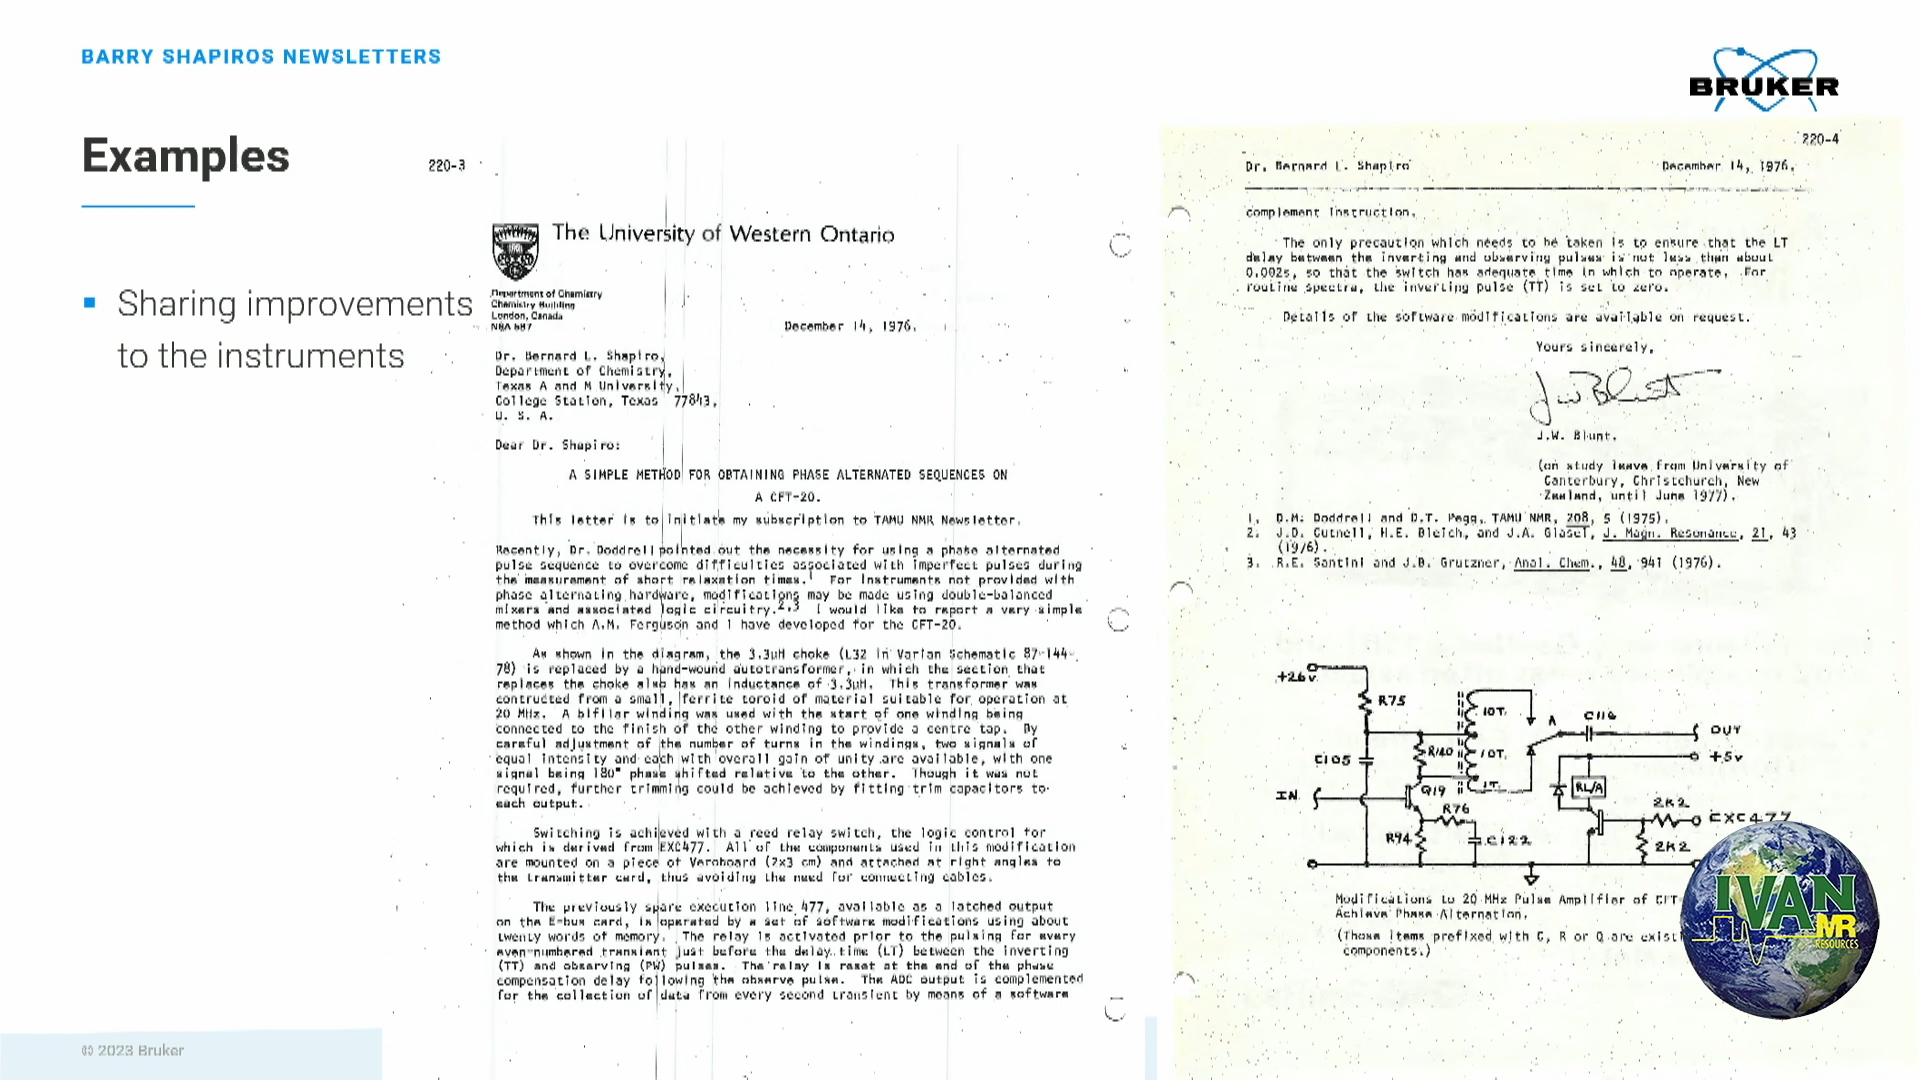 BARRY SHAPIROS NEWSLETTERS
BRUKER
Examples
Sharing improvements
to the instruments
220-3
The University of Western Ontario
Department of Chemistry
Chemistry Building
London, Canada
N6A 5B7
December 14, 1976.
Dr. Bernard L. Shapiro,
Department of Chemistry,
Texas A and M University,
College Station, Texas 77843,
U. S. A.
Dear Dr. Shapiro:
A SIMPLE METHOD FOR OBTAINING PHASE ALTERNATED SEQUENCES ON
A CFT-20.
This letter is to initiate my subscription to TAMU NMR Newsletter.
Recently, Dr. Doddrell pointed out the necessity for using a phase alternated
pulse sequence to overcome difficulties associated with imperfect pulses during
the measurement of short relaxation times.1 For instruments not provided with
phase alternating hardware, modifications may be made using double-balanced
mixers and associated logic circuitry.2,3 I would like to report a very simple
method which A.M. Ferguson and I have developed for the CFT-20.
As shown in the diagram, the 3.3µH choke (L32 in Varian Schematic 87-144-
78) is replaced by a hand-wound autotransformer, in which the section that
replaces the choke also has an inductance of 3.3µH. This transformer was
contructed from a small, ferrite toroid of material suitable for operation at
20 MHz. A bifilar winding was used with the start of one winding being
connected to the finish of the other winding to provide a centre tap. By
careful adjustment of the number of turns in the windings, two signals of
equal intensity and each with overall gain of unity are available, with one
signal being 180° phase shifted relative to the other. Though it was not
required, further trimming could be achieved by fitting trim capacitors to
each output.
Switching is achieved with a reed relay switch, the logic control for
which is derived from EXC477. All of the components used in this modification
are mounted on a piece of Veroboard (2x3 cm) and attached at right angles to
the transmitter card, thus avoiding the need for connecting cables.
The previously spare execution line 477, available as a latched output
on the E-bus card, is operated by a set of software modifications using about
twenty words of memory. The relay is activated prior to the pulsing for every
even-numbered transient just before the delay time (LT) between the inverting
(TT) and observing (PW) pulses. The relay is reset at the end of the phase
compensation delay following the observe pulse. The ADC output is complemented
for the collection of data from every second transient by means of a software
220-4
Dr. Bernard L. Shapiro December 14, 1976.
complement instruction.
The only precaution which needs to be taken is to ensure that the LT
delay between the inverting and observing pulses is not less than about
0.002s, so that the switch has adequate time in which to operate. For
routine spectra, the inverting pulse (TT) is set to zero.
Details of the software modifications are available on request.
Yours sincerely,
JW Blunt
J.W. Blunt.
(on study leave from University of
Canterbury, Christchurch, New
Zealand, until June 1977).
1. D.M. Doddrell and D.T. Pegg, TAMU NMR, 208, 5 (1975).
2. J.D. Cutnell, H.E. Bleich, and J.A. Glasel, J. Magn. Resonance, 21, 43
(1976).
3. R.E. Santini and J.B. Grutzner, Anal. Chem., 48, 941 (1976).
+26v
R75
10T.
A
C116
OUT
R140
10T.
+5v
C105
1T.
RL/A
IN
Q19
R76
2K2
EXC477
R94
C122
2K2
Modifications to 20 MHz Pulse Amplifier of CFT
Achieve Phase Alternation.
(Those items prefixed with C, R or Q are exist
components.)
IVAN
MR
RESOURCES
© 2023 Bruker